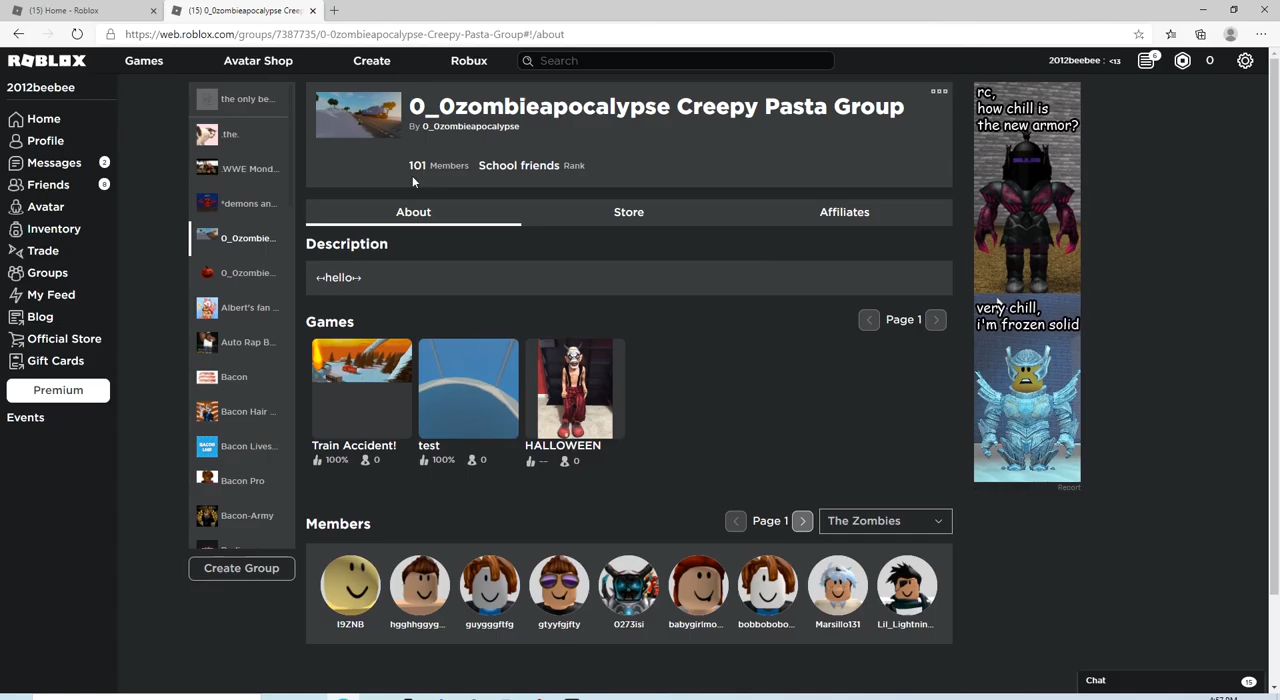 (15) Home - Roblox
(15) 0_0zombieapocalypse Creep
https://web.roblox.com/groups/7387735/0-0zombieapocalypse-Creepy-Pasta-Group#!/about
ROBLOX
Games
Avatar Shop
Create
Robux
Search
2012beebee : <13
6
0
2012beebee
Home
Profile
Messages
2
Friends
8
Avatar
Inventory
Trade
Groups
My Feed
Blog
Official Store
Gift Cards
Premium
Events
the only be...
.the.
WWE Mond...
*demons an...
0_0zombie...
0_0zombie...
Albert's fan ...
Auto Rap B...
Bacon
Bacon Hair ...
Bacon Lives...
Bacon Pro
Bacon-Army
Create Group
0_0zombieapocalypse Creepy Pasta Group
By 0_0zombieapocalypse
101 Members School friends Rank
About
Store
Affiliates
Description
↔hello↔
Games
Page 1
Train Accident!
100% 0
test
100% 0
HALLOWEEN
-- 0
Members
Page 1
The Zombies
I9ZNB
hgghhggyg...
guygggftfg
gtyyfgjfty
0273isi
babygirlmo...
bobbobobo...
Marsillo131
Lil_Lightnin...
rc,
how chill is
the new armor?
very chill,
i'm frozen solid
Report
Chat
15